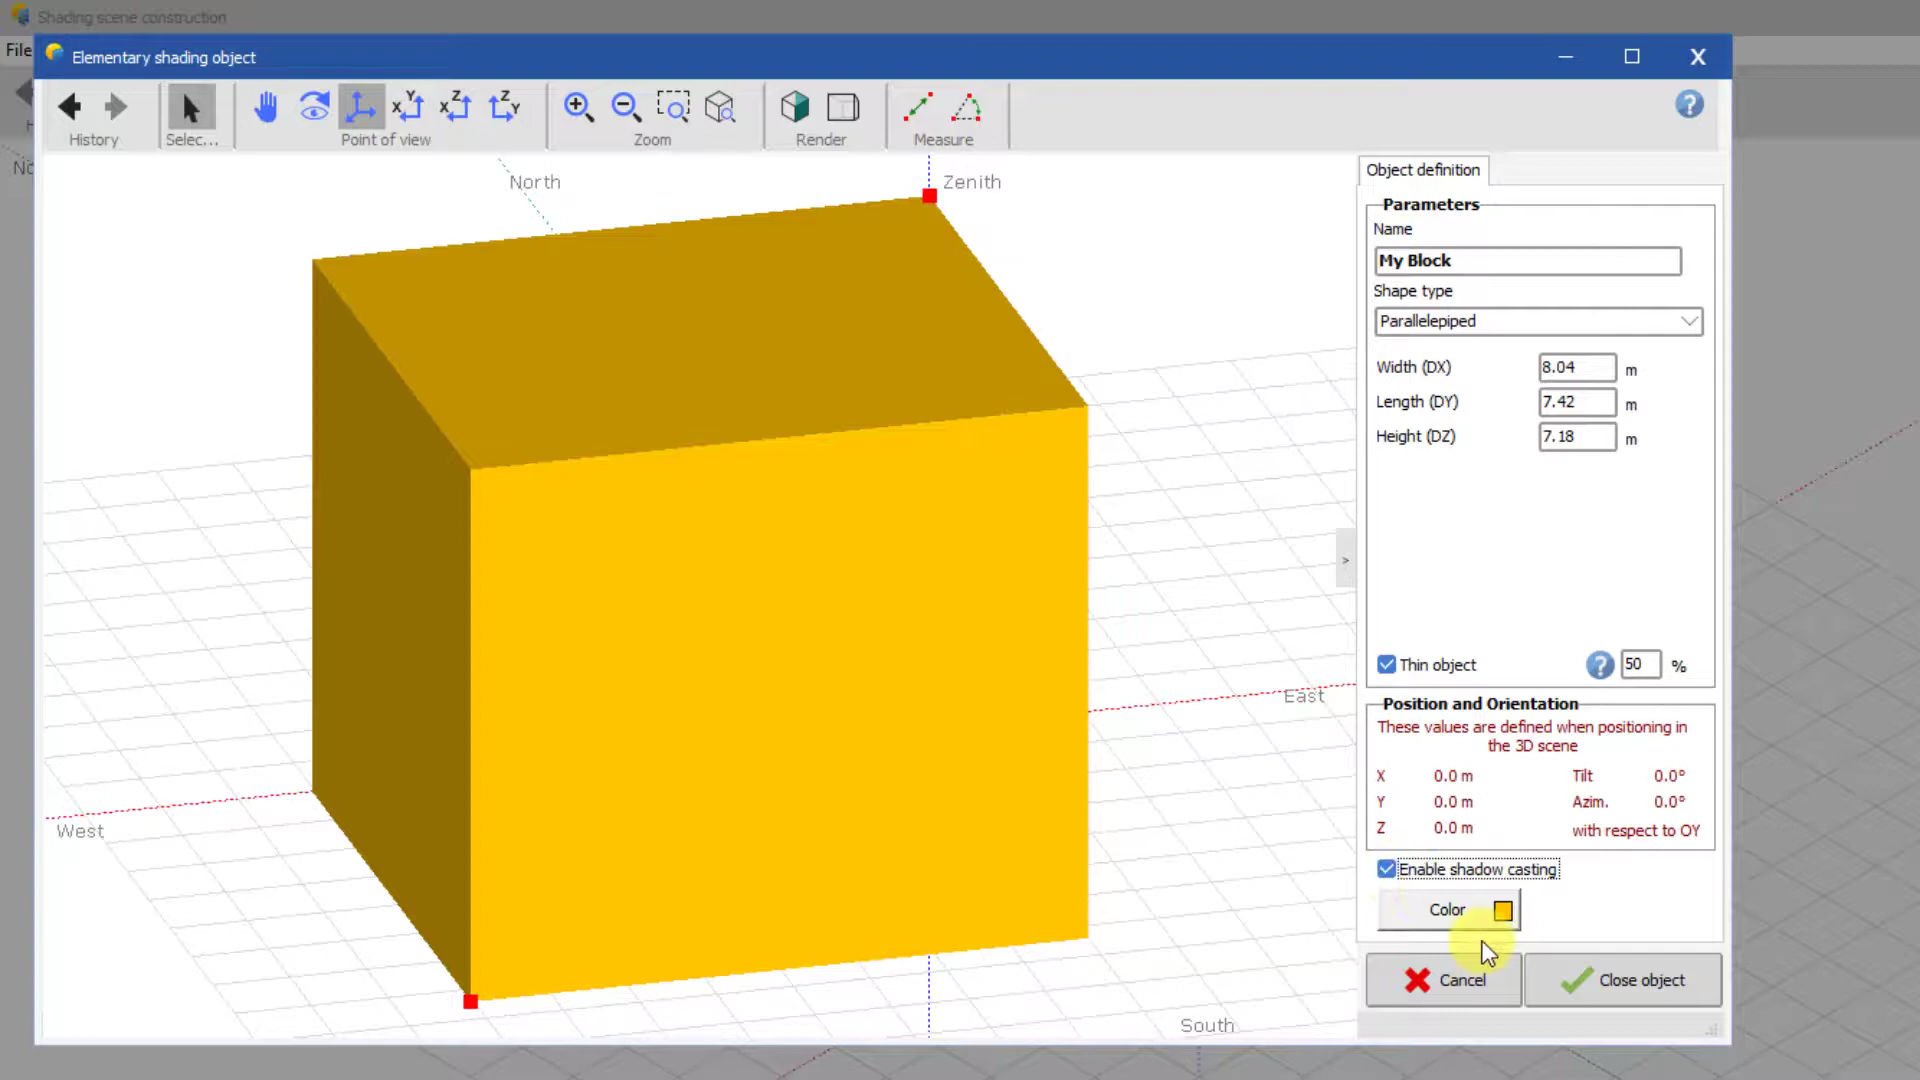 Shading scene construction
File
Elementary shading object
X
History
Selec...
X Y
X Z
Z Y
Point of view
Zoom
Render
Measure
?
North
Zenith
East
West
South
>
Object definition
Parameters
Name
My Block
Shape type
Parallelepiped
Width (DX) 8.04 m
Length (DY) 7.42 m
Height (DZ) 7.18 m
Thin object ? 50 %
Position and Orientation
These values are defined when positioning in
the 3D scene
X 0.0 m Tilt 0.0°
Y 0.0 m Azim. 0.0°
Z 0.0 m with respect to OY
Enable shadow casting
Color
Cancel
Close object